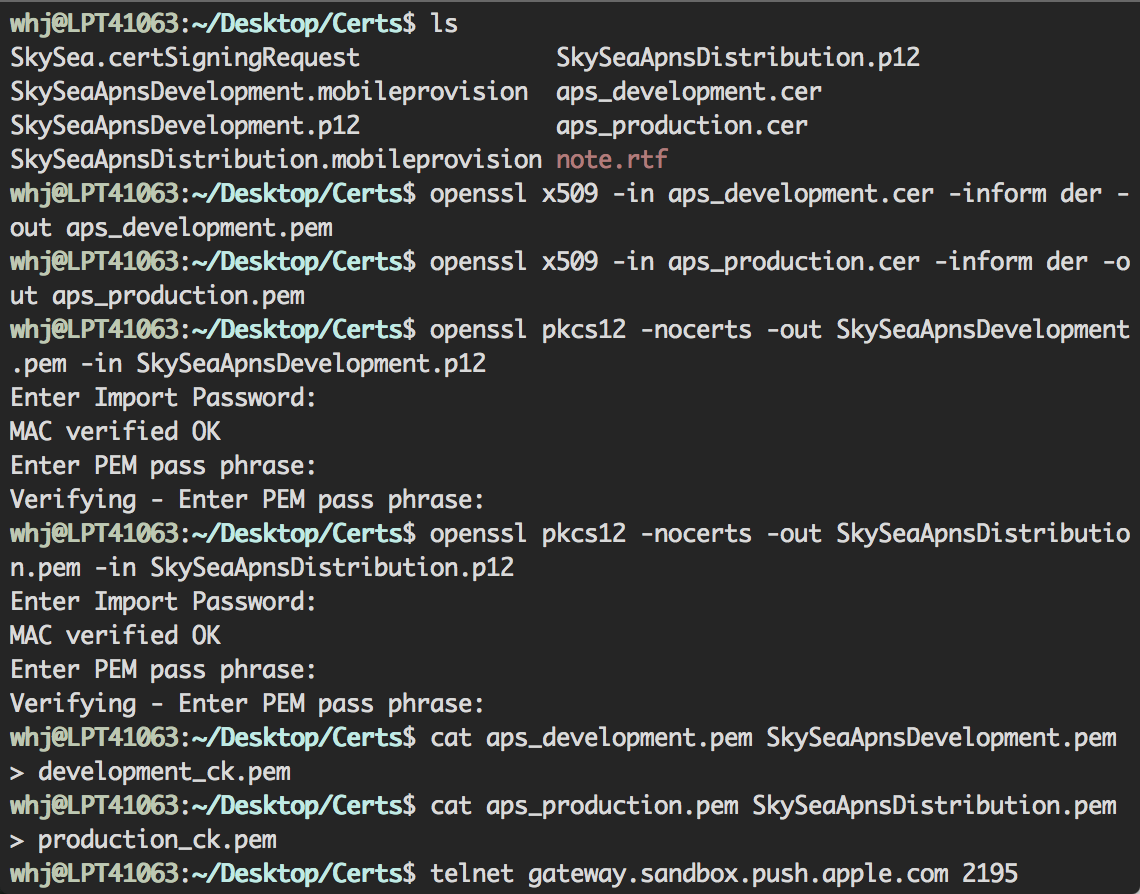 whj@LPT41063:~/Desktop/Certs$ ls
SkySea.certSigningRequest              SkySeaApnsDistribution.p12
SkySeaApnsDevelopment.mobileprovision  aps_development.cer
SkySeaApnsDevelopment.p12              aps_production.cer
SkySeaApnsDistribution.mobileprovision note.rtf
whj@LPT41063:~/Desktop/Certs$ openssl x509 -in aps_development.cer -inform der -
out aps_development.pem
whj@LPT41063:~/Desktop/Certs$ openssl x509 -in aps_production.cer -inform der -o
ut aps_production.pem
whj@LPT41063:~/Desktop/Certs$ openssl pkcs12 -nocerts -out SkySeaApnsDevelopment
.pem -in SkySeaApnsDevelopment.p12
Enter Import Password:
MAC verified OK
Enter PEM pass phrase:
Verifying - Enter PEM pass phrase:
whj@LPT41063:~/Desktop/Certs$ openssl pkcs12 -nocerts -out SkySeaApnsDistributio
n.pem -in SkySeaApnsDistribution.p12
Enter Import Password:
MAC verified OK
Enter PEM pass phrase:
Verifying - Enter PEM pass phrase:
whj@LPT41063:~/Desktop/Certs$ cat aps_development.pem SkySeaApnsDevelopment.pem
> development_ck.pem
whj@LPT41063:~/Desktop/Certs$ cat aps_production.pem SkySeaApnsDistribution.pem
> production_ck.pem
whj@LPT41063:~/Desktop/Certs$ telnet gateway.sandbox.push.apple.com 2195